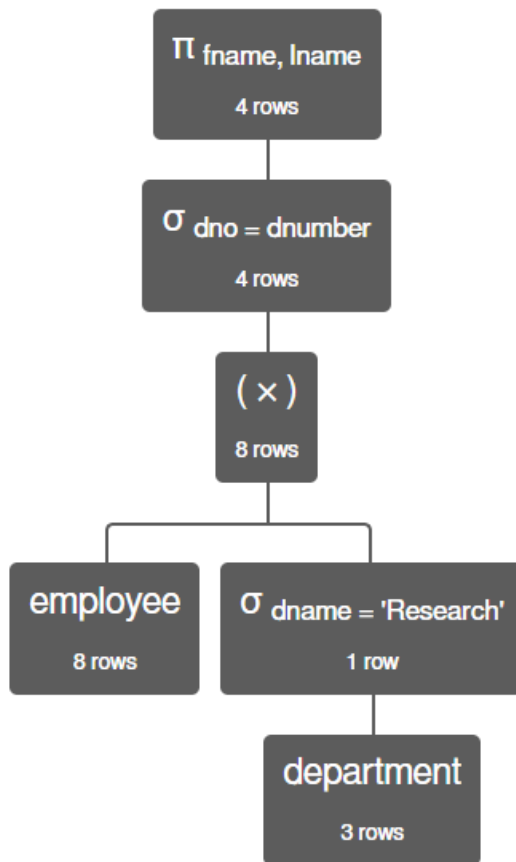 π fname, lname
4 rows
σ dno = dnumber
4 rows
( × )
8 rows
employee
8 rows
σ dname = 'Research'
1 row
department
3 rows